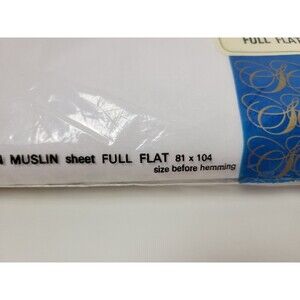 FULL FLAT
MUSLIN sheet FULL FLAT 81 x 104
size before hemming